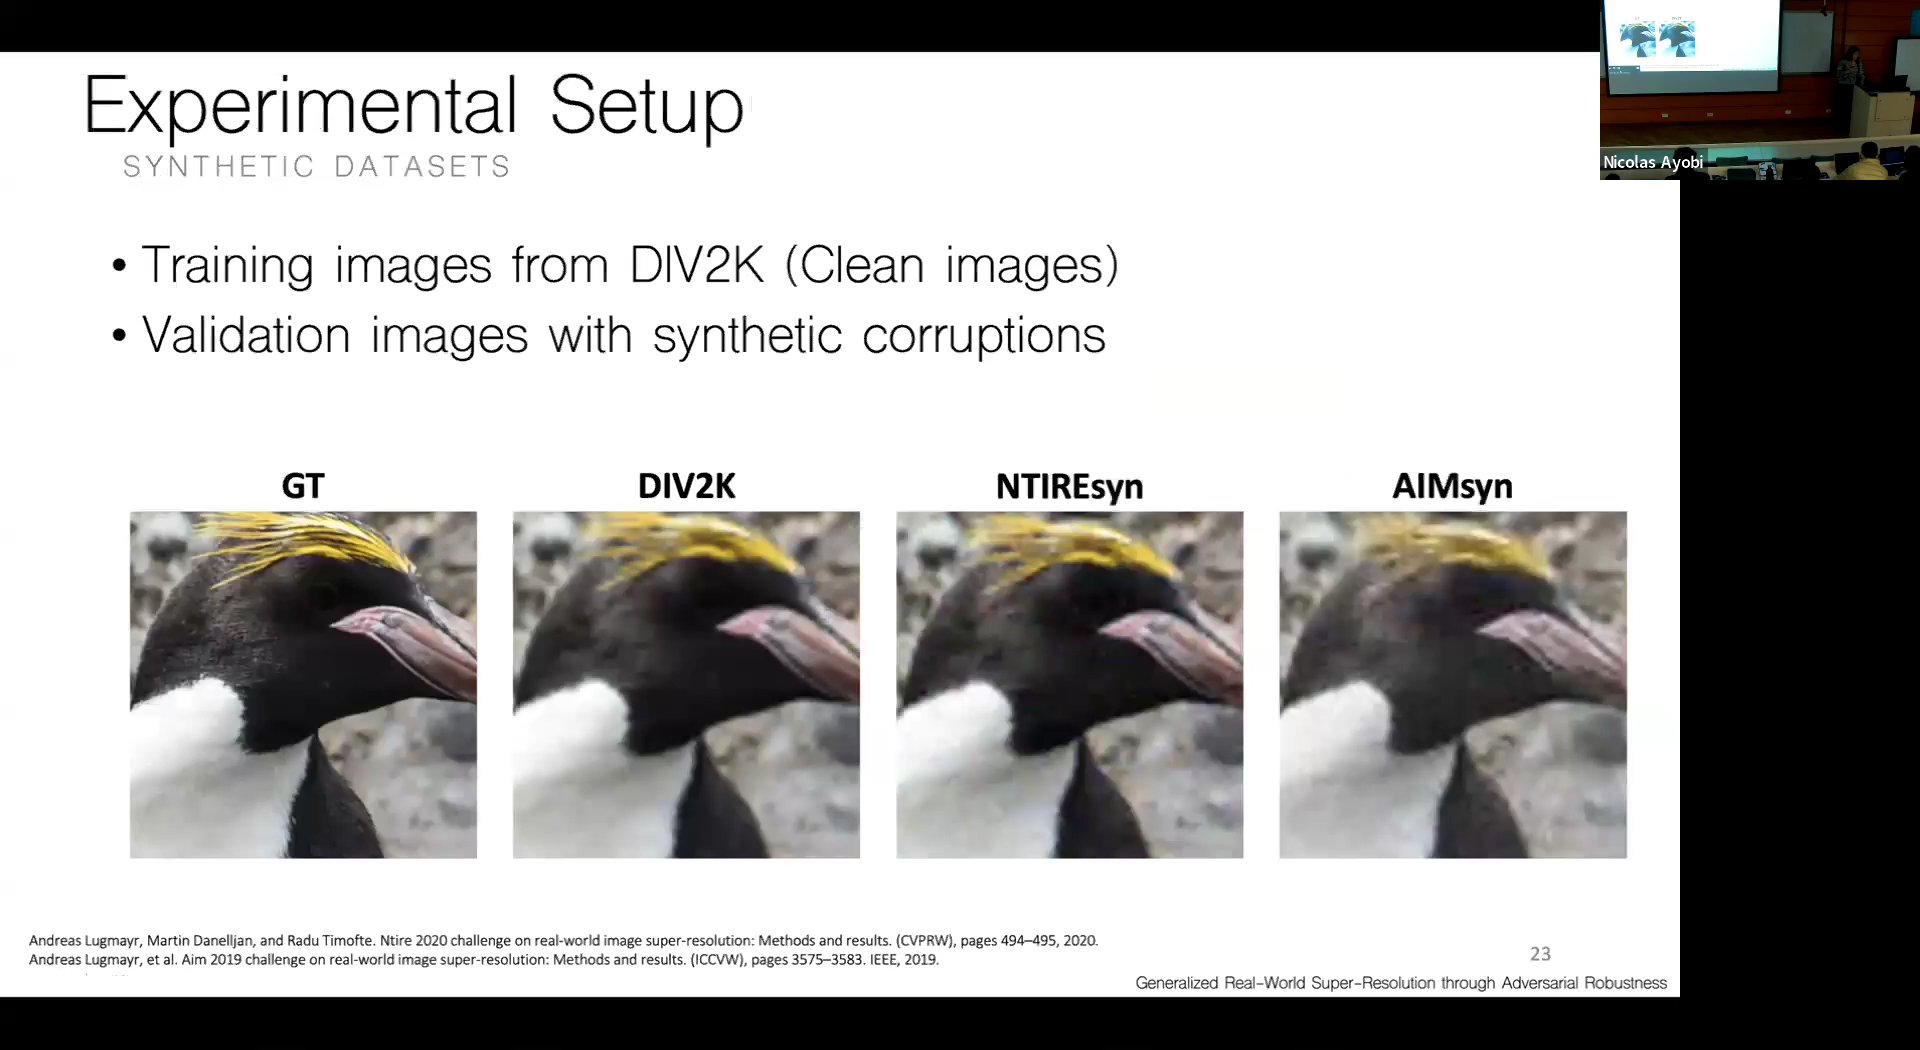 Experimental Setup
SYNTHETIC DATASETS
• Training images from DIV2K (Clean images)
• Validation images with synthetic corruptions
GT
DIV2K
NTIREsyn
AIMsyn
Andreas Lugmayr, Martin Danelljan, and Radu Timofte. Ntire 2020 challenge on real-world image super-resolution: Methods and results. (CVPRW), pages 494–495, 2020.
Andreas Lugmayr, et al. Aim 2019 challenge on real-world image super-resolution: Methods and results. (ICCVW), pages 3575–3583. IEEE, 2019.
23
Generalized Real-World Super-Resolution through Adversarial Robustness
Nicolas Ayobi